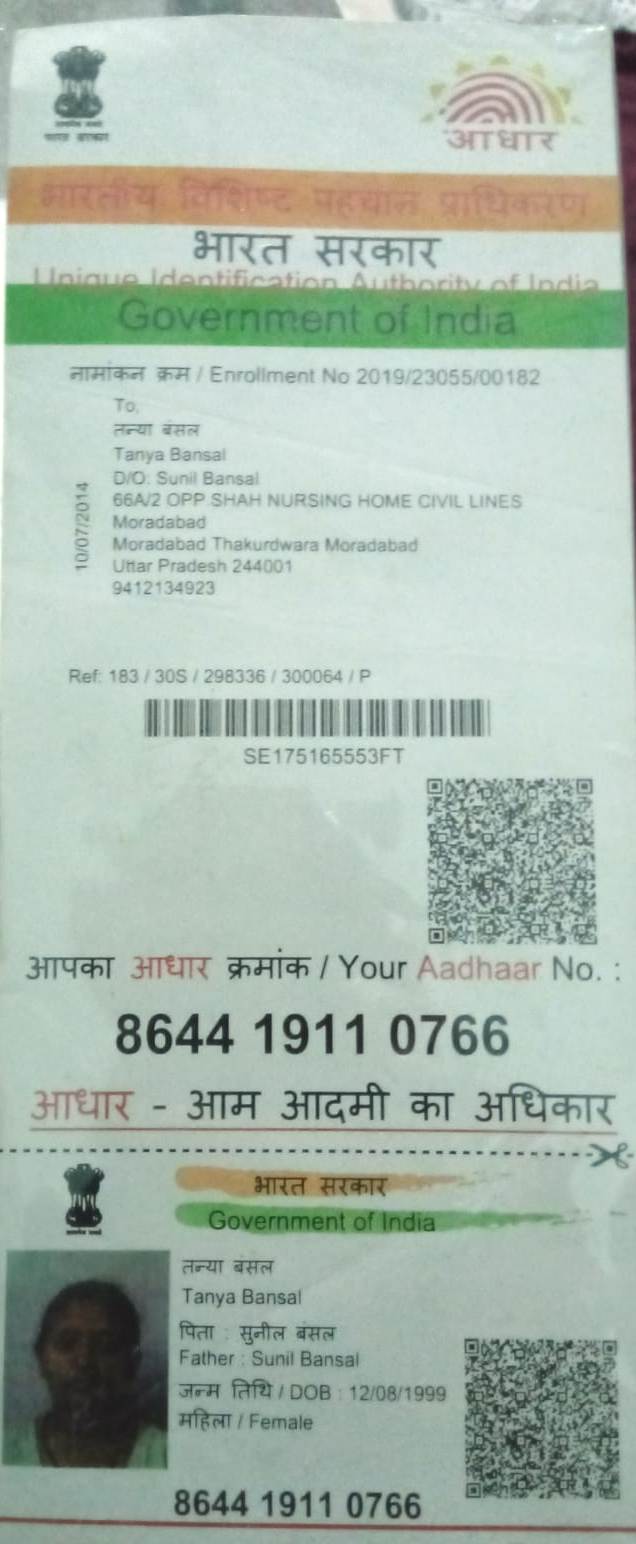 भारत सरकार
आधार
भारतीय विशिष्ट पहचान प्राधिकरण
भारत सरकार
Unique Identification Authority of India
Government of India
नामांकन क्रम / Enrollment No 2019/23055/00182
To,
तन्या बंसल
Tanya Bansal
D/O: Sunil Bansal
66A/2 OPP SHAH NURSING HOME CIVIL LINES
Moradabad
Moradabad Thakurdwara Moradabad
Uttar Pradesh 244001
9412134923
10/07/2014
Ref: 183 / 30S / 298336 / 300064 / P
SE175165553FT
आपका आधार क्रमांक / Your Aadhaar No. :
8644 1911 0766
आधार - आम आदमी का अधिकार
भारत सरकार
Government of India
तन्या बंसल
Tanya Bansal
पिता : सुनील बंसल
Father : Sunil Bansal
जन्म तिथि / DOB : 12/08/1999
महिला / Female
8644 1911 0766